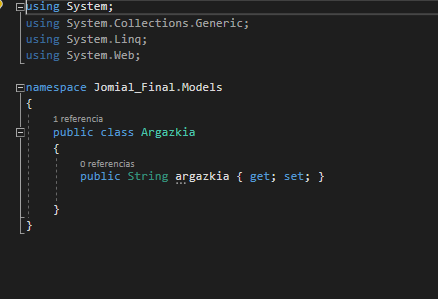 using System;
using System.Collections.Generic;
using System.Linq;
using System.Web;
namespace Jomial_Final.Models
{
1 referencia
public class Argazkia
{
0 referencias
public String argazkia { get; set; }
}
}